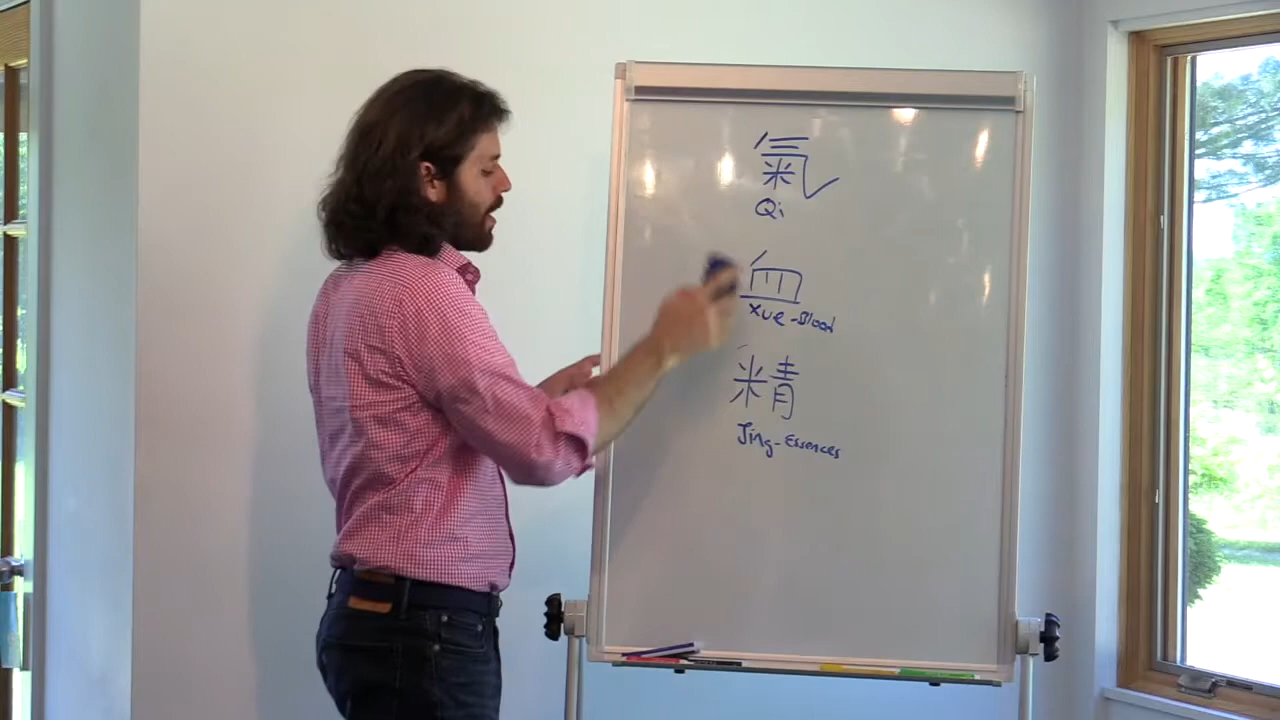 氣
Qi
血
Xue-Blood
精
Jing-Essences